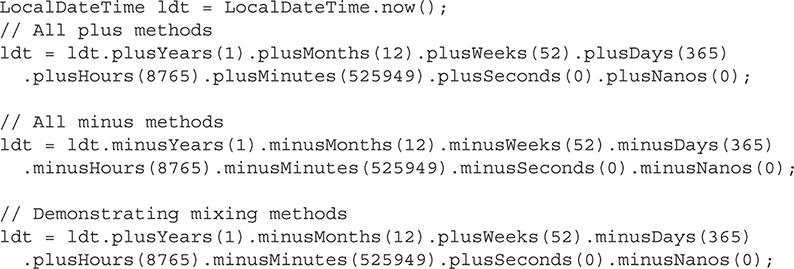 LocalDateTime ldt = LocalDateTime.now();
// All plus methods
ldt = ldt.plusYears(1).plusMonths(12).plusWeeks(52).plusDays(365)
  .plusHours(8765).plusMinutes(525949).plusSeconds(0).plusNanos(0);

// All minus methods
ldt = ldt.minusYears(1).minusMonths(12).minusWeeks(52).minusDays(365)
  .minusHours(8765).minusMinutes(525949).minusSeconds(0).minusNanos(0);

// Demonstrating mixing methods
ldt = ldt.plusYears(1).minusMonths(12).plusWeeks(52).minusDays(365)
  .plusHours(8765).minusMinutes(525949).plusSeconds(0).minusNanos(0);